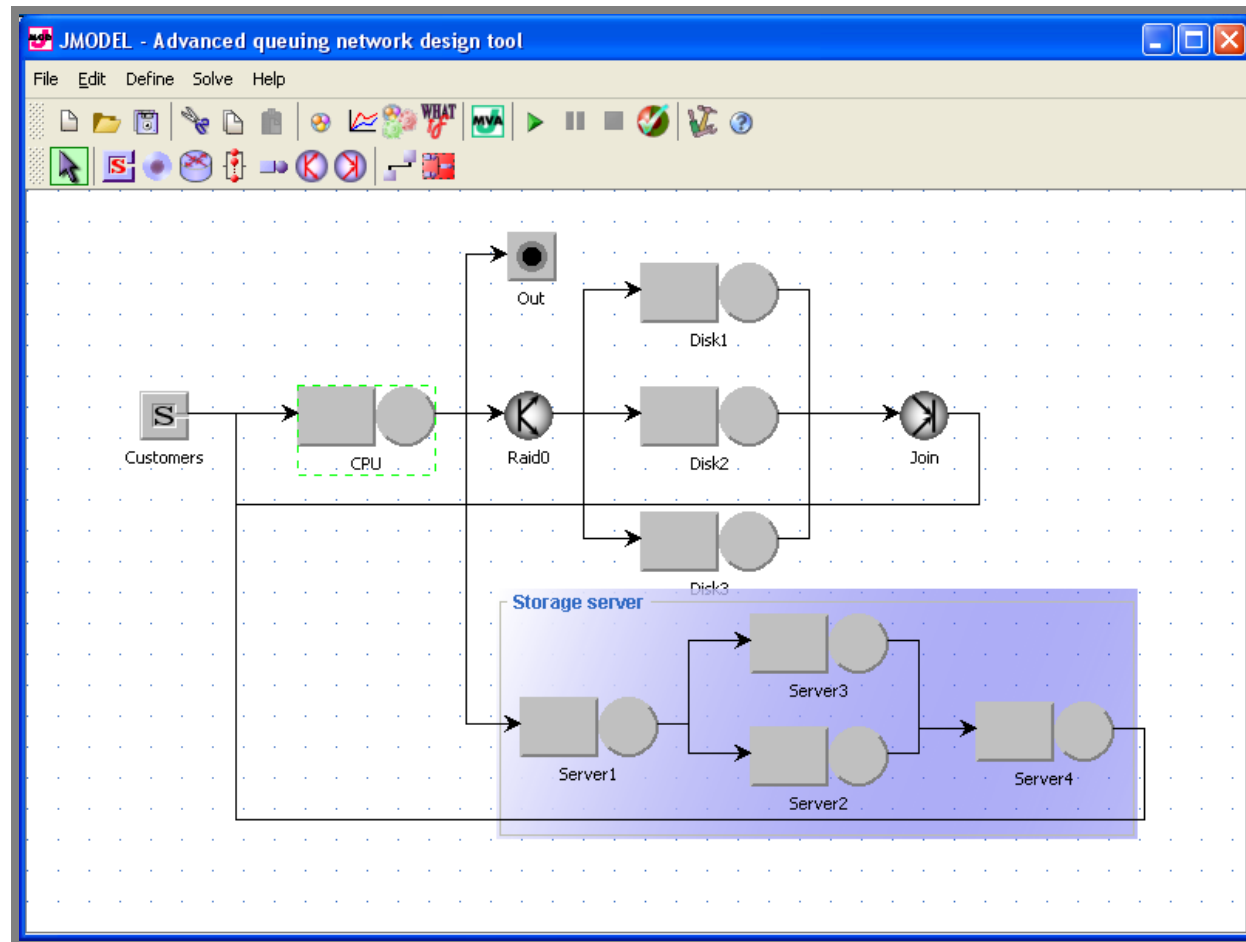 JMODEL - Advanced queuing network design tool
File Edit Define Solve Help
WHAT if
MVA
S
Out
Disk1
S
Customers
CPU
Raid0
Disk2
Join
Disk3
Storage server
Server3
Server1
Server4
Server2